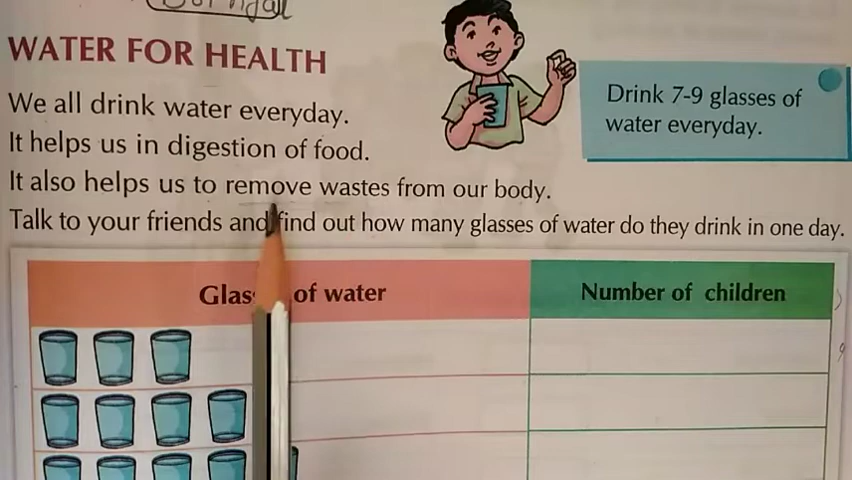 WATER FOR HEALTH
We all drink water everyday.
It helps us in digestion of food.
It also helps us to remove wastes from our body.
Talk to your friends and find out how many glasses of water do they drink in one day.
Drink 7-9 glasses of
water everyday.
of water
Number of children